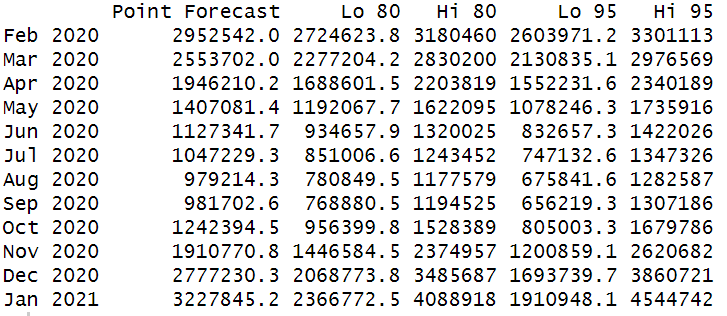 Point Forecast Lo 80 Hi 80 Lo 95 Hi 95
Feb 2020 2952542.0 2724623.8 3180460 2603971.2 3301113
Mar 2020 2553702.0 2277204.2 2830200 2130835.1 2976569
Apr 2020 1946210.2 1688601.5 2203819 1552231.6 2340189
May 2020 1407081.4 1192067.7 1622095 1078246.3 1735916
Jun 2020 1127341.7 934657.9 1320025 832657.3 1422026
Jul 2020 1047229.3 851006.6 1243452 747132.6 1347326
Aug 2020 979214.3 780849.5 1177579 675841.6 1282587
Sep 2020 981702.6 768880.5 1194525 656219.3 1307186
Oct 2020 1242394.5 956399.8 1528389 805003.3 1679786
Nov 2020 1910770.8 1446584.5 2374957 1200859.1 2620682
Dec 2020 2777230.3 2068773.8 3485687 1693739.7 3860721
Jan 2021 3227845.2 2366772.5 4088918 1910948.1 4544742